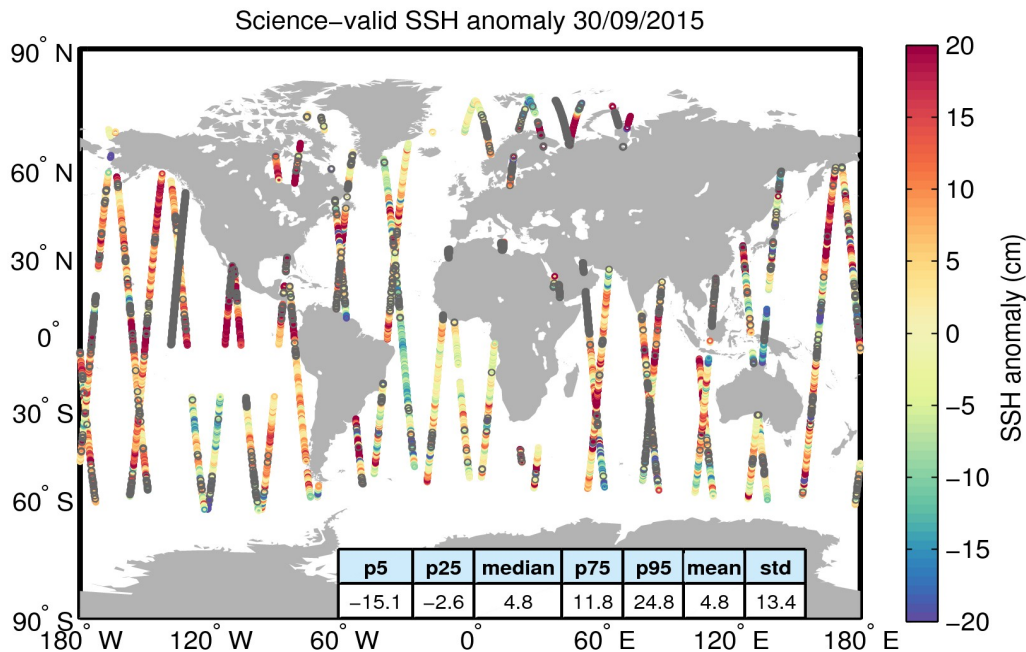 Science−valid SSH anomaly 30/09/2015
90° N
60° N
30° N
0°
30° S
60° S
90° S
180° W
120° W
60° W
0°
60° E
120° E
180° E
p5 p25 median p75 p95 mean std
−15.1 −2.6 4.8 11.8 24.8 4.8 13.4
20
15
10
5
0
−5
−10
−15
−20
SSH anomaly (cm)